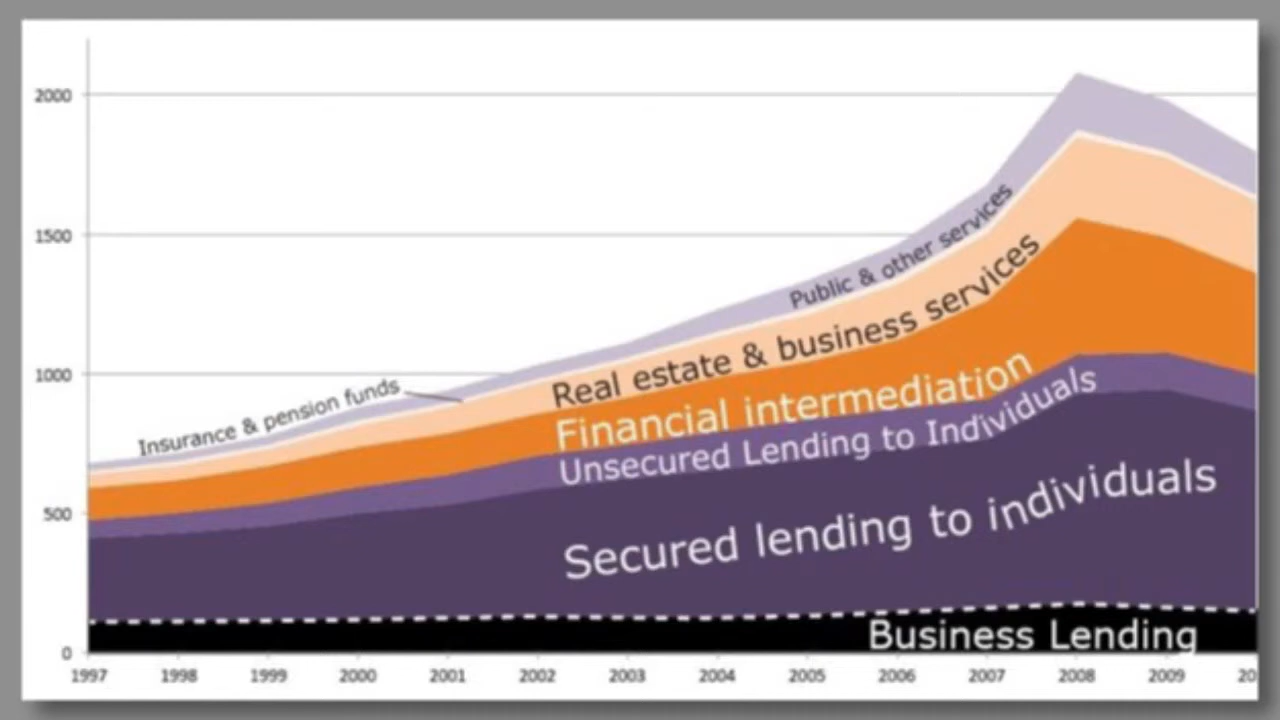 2000
1500
1000
500
0
Public & other services
Real estate & business services
Insurance & pension funds
Financial intermediation
Unsecured Lending to Individuals
Secured lending to individuals
Business Lending
1997 1998 1999 2000 2001 2002 2003 2004 2005 2006 2007 2008 2009 20